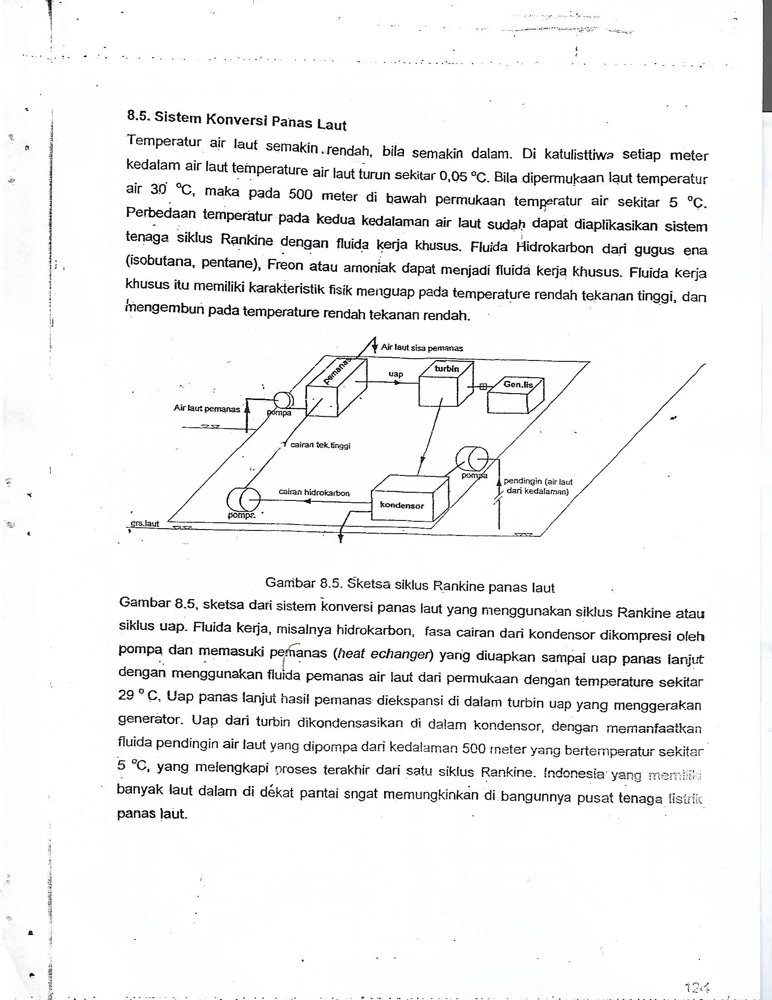 8.5. Sistem Konversi Panas Laut
Temperatur air laut semakin rendah, bila semakin dalam. Di katulisttiwa setiap meter
kedalam air laut temperature air laut turun sekitar 0,05 °C. Bila dipermukaan laut temperatur
air 30 °C, maka pada 500 meter di bawah permukaan temperatur air sekitar 5 °C.
Perbedaan temperatur pada kedua kedalaman air laut sudah dapat diaplikasikan sistem
tenaga siklus Rankine dengan fluida kerja khusus. Fluida Hidrokarbon dari gugus ena
(isobutana, pentane), Freon atau amoniak dapat menjadi fluida kerja khusus. Fluida kerja
khusus itu memiliki karakteristik fisik menguap pada temperature rendah tekanan tinggi, dan
mengembun pada temperature rendah tekanan rendah.
Air laut sisa pemanas
pemanas
uap
turbin
Gen.lis
Air laut pemanas
pompa
cairan tek.tinggi
pompa
pendingin (air laut
dari kedalaman)
cairan hidrokarbon
kondensor
pompa
grs.laut
Gambar 8.5. Sketsa siklus Rankine panas laut
Gambar 8.5, sketsa dari sistem konversi panas laut yang menggunakan siklus Rankine atau
siklus uap. Fluida kerja, misalnya hidrokarbon, fasa cairan dari kondensor dikompresi oleh
pompa dan memasuki pemanas (heat echanger) yang diuapkan sampai uap panas lanjut
dengan menggunakan fluida pemanas air laut dari permukaan dengan temperature sekitar
29 °C. Uap panas lanjut hasil pemanas diekspansi di dalam turbin uap yang menggerakan
generator. Uap dari turbin dikondensasikan di dalam kondensor, dengan memanfaatkan
fluida pendingin air laut yang dipompa dari kedalaman 500 meter yang bertemperatur sekitar
5 °C, yang melengkapi proses terakhir dari satu siklus Rankine. Indonesia yang memiliki
banyak laut dalam di dekat pantai sngat memungkinkan di bangunnya pusat tenaga listrik
panas laut.
124